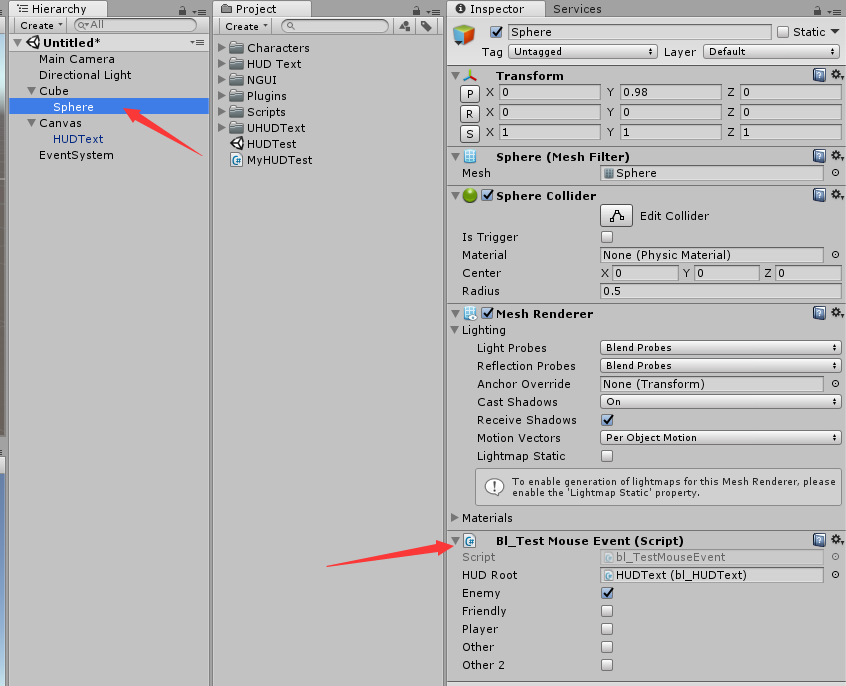 Hierarchy
Create
All
Untitled*
Main Camera
Directional Light
Cube
Sphere
Canvas
HUDText
EventSystem
Project
Create
Characters
HUD Text
NGUI
Plugins
Scripts
UHUDText
HUDTest
MyHUDTest
Inspector Services
Sphere Static
Tag Untagged Layer Default
Transform
P X 0 Y 0.98 Z 0
R X 0 Y 0 Z 0
S X 1 Y 1 Z 1
Sphere (Mesh Filter)
Mesh Sphere
Sphere Collider
Edit Collider
Is Trigger
Material None (Physic Material)
Center X 0 Y 0 Z 0
Radius 0.5
Mesh Renderer
Lighting
Light Probes Blend Probes
Reflection Probes Blend Probes
Anchor Override None (Transform)
Cast Shadows On
Receive Shadows
Motion Vectors Per Object Motion
Lightmap Static
To enable generation of lightmaps for this Mesh Renderer, please
enable the 'Lightmap Static' property.
Materials
Bl_Test Mouse Event (Script)
Script bl_TestMouseEvent
HUD Root HUDText (bl_HUDText)
Enemy
Friendly
Player
Other
Other 2